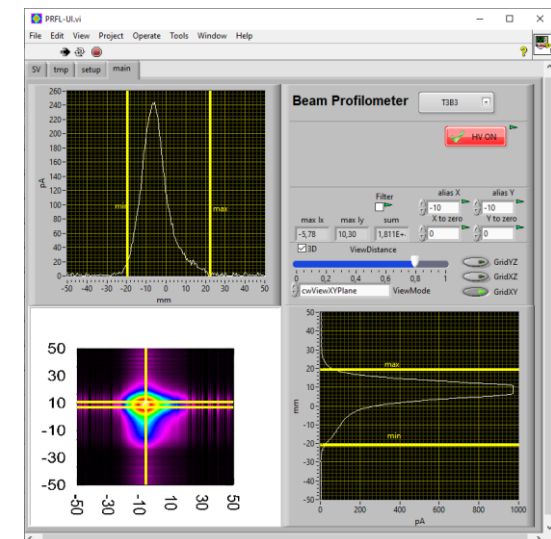 PRFL-UI.vi
File Edit View Project Operate Tools Window Help
SV tmp setup main
260
240
220
200
180
160
140
120
100
80
60
40
20
0
pA
min
max
-50 -40 -30 -20 -10 0 10 20 30 40 50
mm
Beam Profilometer T3B3
HV ON
Filter alias X alias Y
-10 -10
max Ix max Iy sum X to zero Y to zero
-5,78 10,30 1,811E+ 0 0
3D ViewDistance
0 0,2 0,4 0,6 0,8 1
cwViewXYPlane ViewMode
GridYZ
GridXZ
GridXY
50
30
10
-10
-30
-50
-50 -30 -10 10 30 50
50
40
30
20
10
0
-10
-20
-30
-40
-50
mm
max
min
0 200 400 600 800 1000
pA